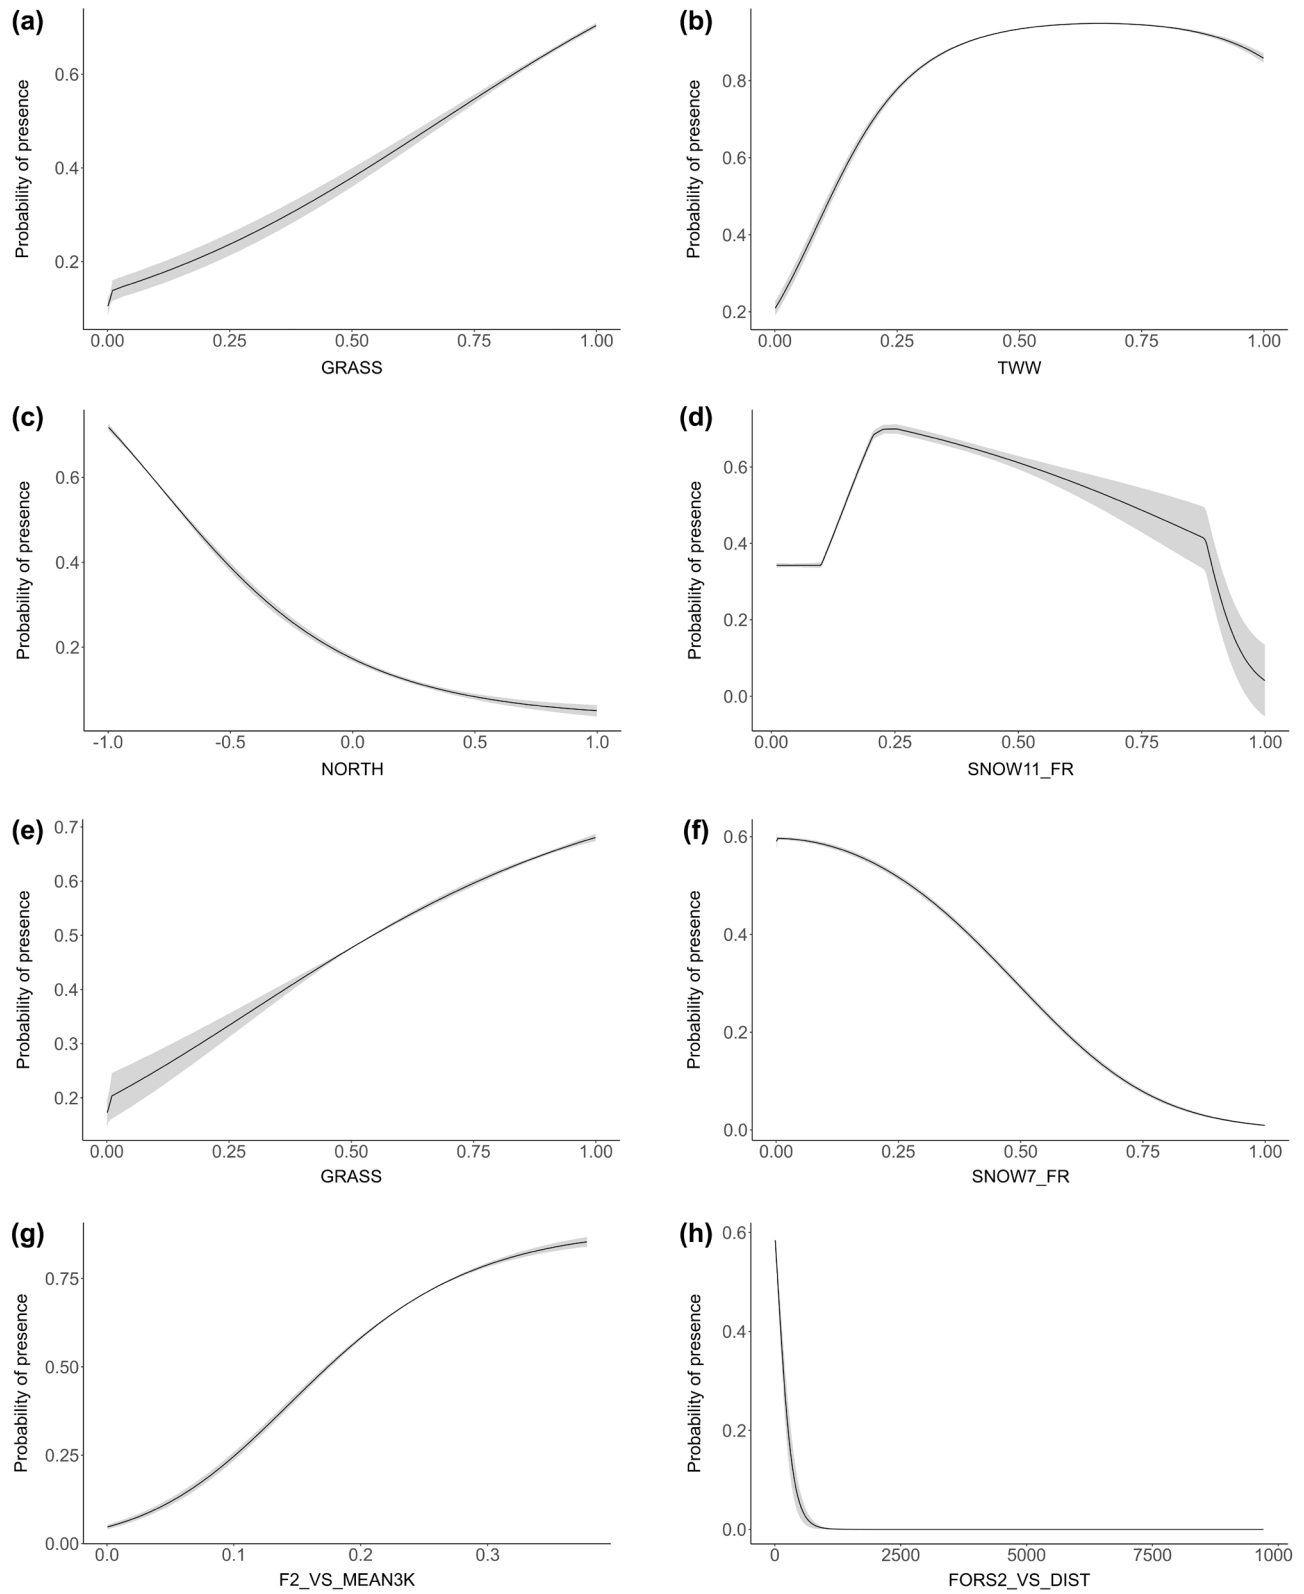 (a)
Probability of presence
0.6
0.4
0.2
0.00 0.25 0.50 0.75 1.00
GRASS
(b)
Probability of presence
0.8
0.6
0.4
0.2
0.00 0.25 0.50 0.75 1.00
TWW
(c)
Probability of presence
0.6
0.4
0.2
-1.0 -0.5 0.0 0.5 1.0
NORTH
(d)
Probability of presence
0.6
0.4
0.2
0.0
0.00 0.25 0.50 0.75 1.00
SNOW11_FR
(e)
Probability of presence
0.7
0.6
0.5
0.4
0.3
0.2
0.00 0.25 0.50 0.75 1.00
GRASS
(f)
Probability of presence
0.6
0.4
0.2
0.0
0.00 0.25 0.50 0.75 1.00
SNOW7_FR
(g)
Probability of presence
0.75
0.50
0.25
0.00
0.0 0.1 0.2 0.3
F2_VS_MEAN3K
(h)
Probability of presence
0.6
0.4
0.2
0.0
0 2500 5000 7500 1000
FORS2_VS_DIST